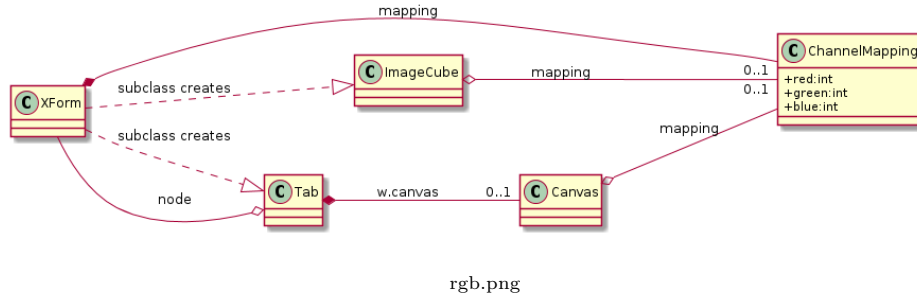 mapping
C ChannelMapping
+red:int
+green:int
+blue:int
C ImageCube
mapping
0..1
0..1
subclass creates
C XForm
subclass creates
mapping
node
C Tab
w.canvas
0..1
C Canvas
rgb.png